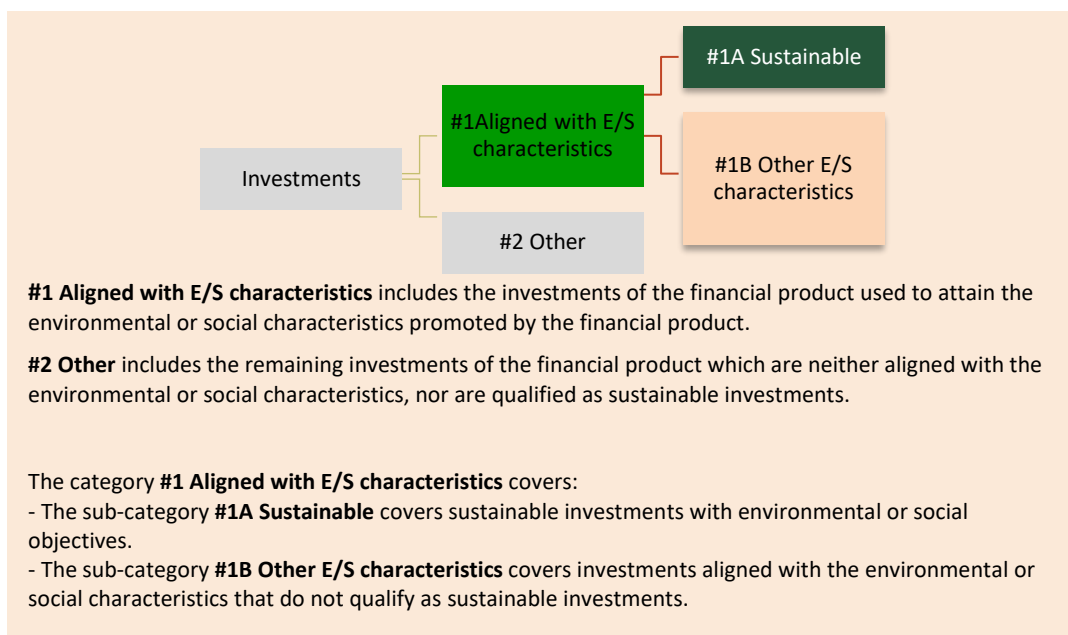 #1A Sustainable
#1Aligned with E/S
characteristics
#1B Other E/S
characteristics
Investments
#2 Other
#1 Aligned with E/S characteristics includes the investments of the financial product used to attain the
environmental or social characteristics promoted by the financial product.
#2 Other includes the remaining investments of the financial product which are neither aligned with the
environmental or social characteristics, nor are qualified as sustainable investments.
The category #1 Aligned with E/S characteristics covers:
- The sub-category #1A Sustainable covers sustainable investments with environmental or social
objectives.
- The sub-category #1B Other E/S characteristics covers investments aligned with the environmental or
social characteristics that do not qualify as sustainable investments.